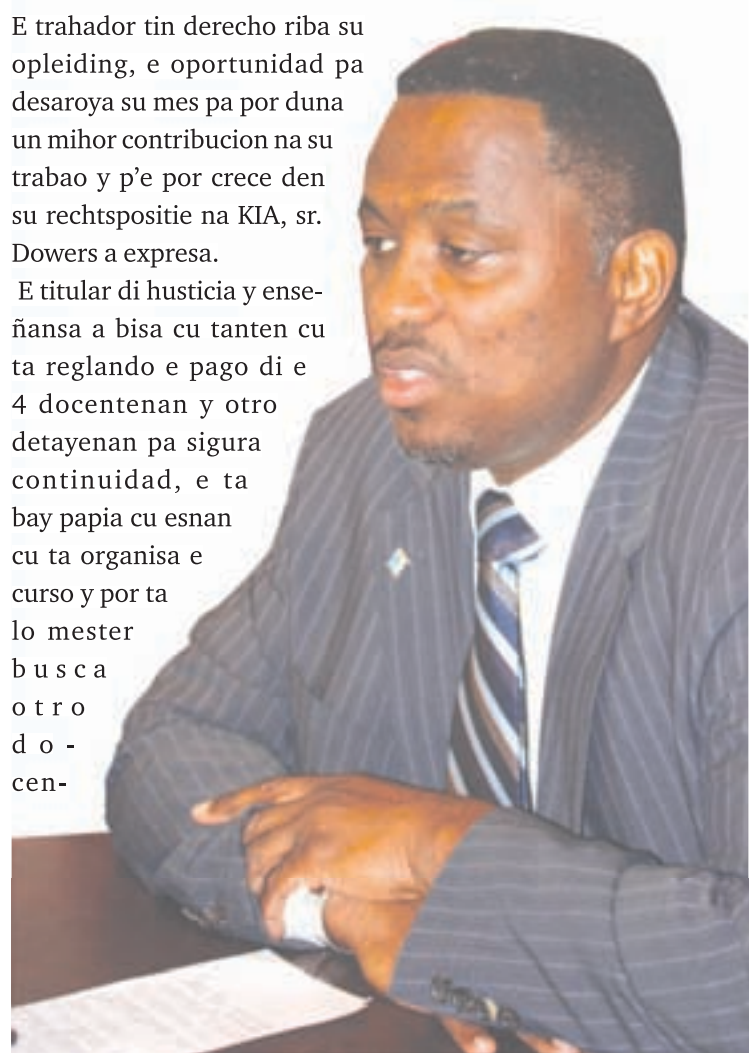 E trahador tin derecho riba su
opleiding, e oportunidad pa
desaroya su mes pa por duna
un mihor contribucion na su
trabao y p’e por crece den
su rechtspositie na KIA, sr.
Dowers a expresa.
E titular di husticia y ense-
ñansa a bisa cu tanten cu
ta reglando e pago di e
4 docentenan y otro
detayenan pa sigura
continuidad, e ta
bay papia cu esnan
cu ta organisa e
curso y por ta
lo mester
busca
otro
do-
cen-